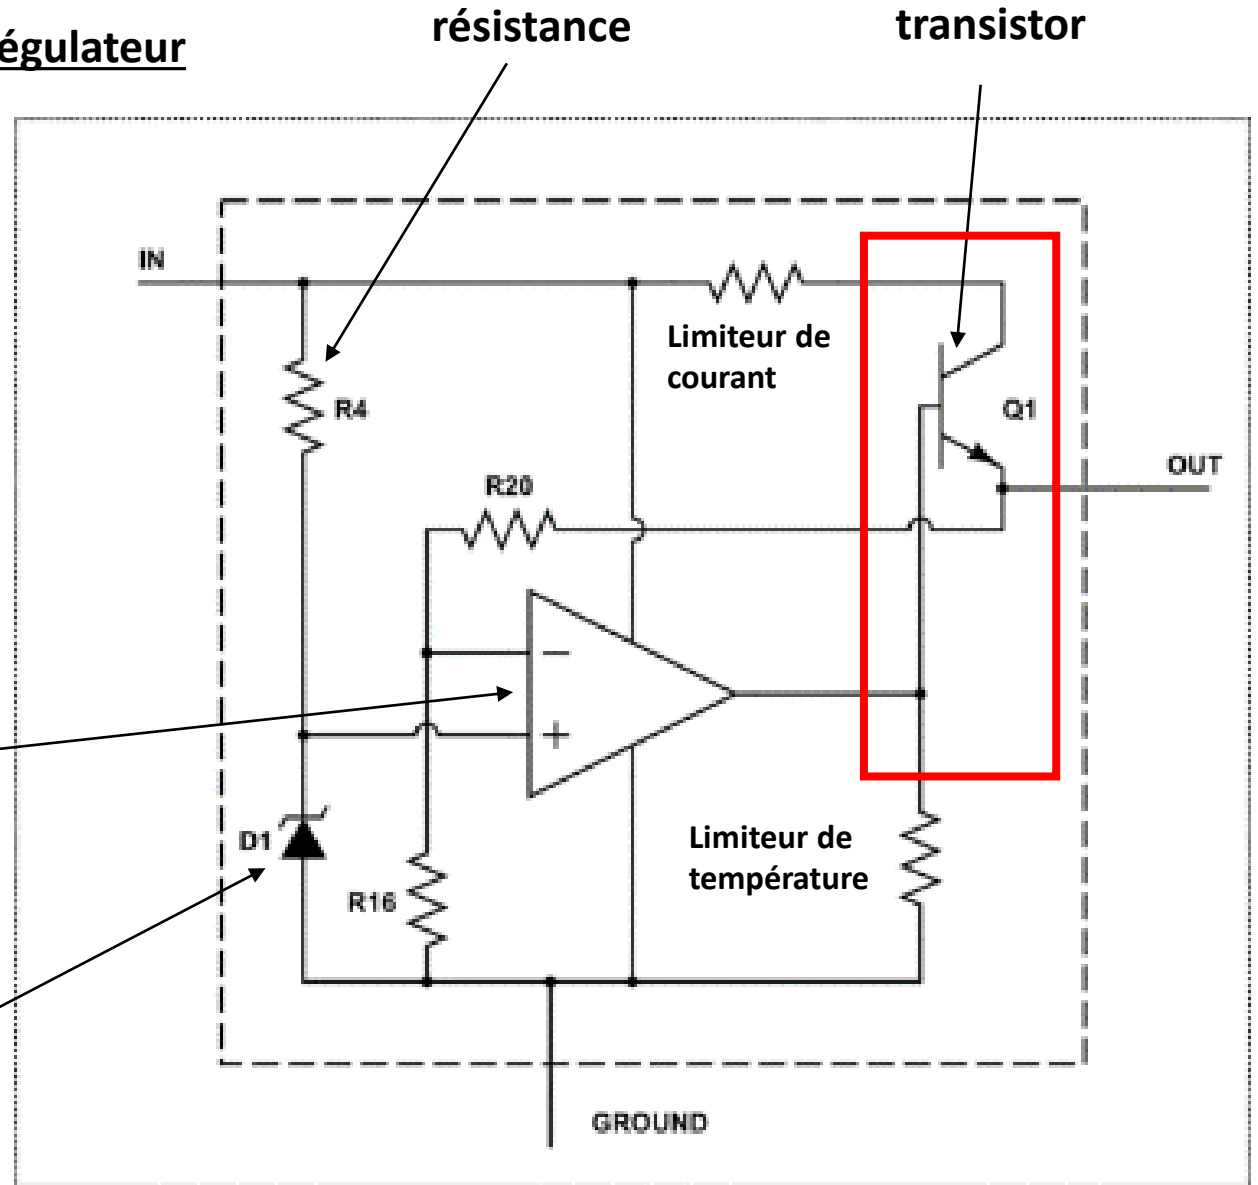 égulateur
résistance
transistor
IN
Limiteur de
courant
R4
Q1
OUT
R20
−
+
D1
R16
Limiteur de
température
GROUND